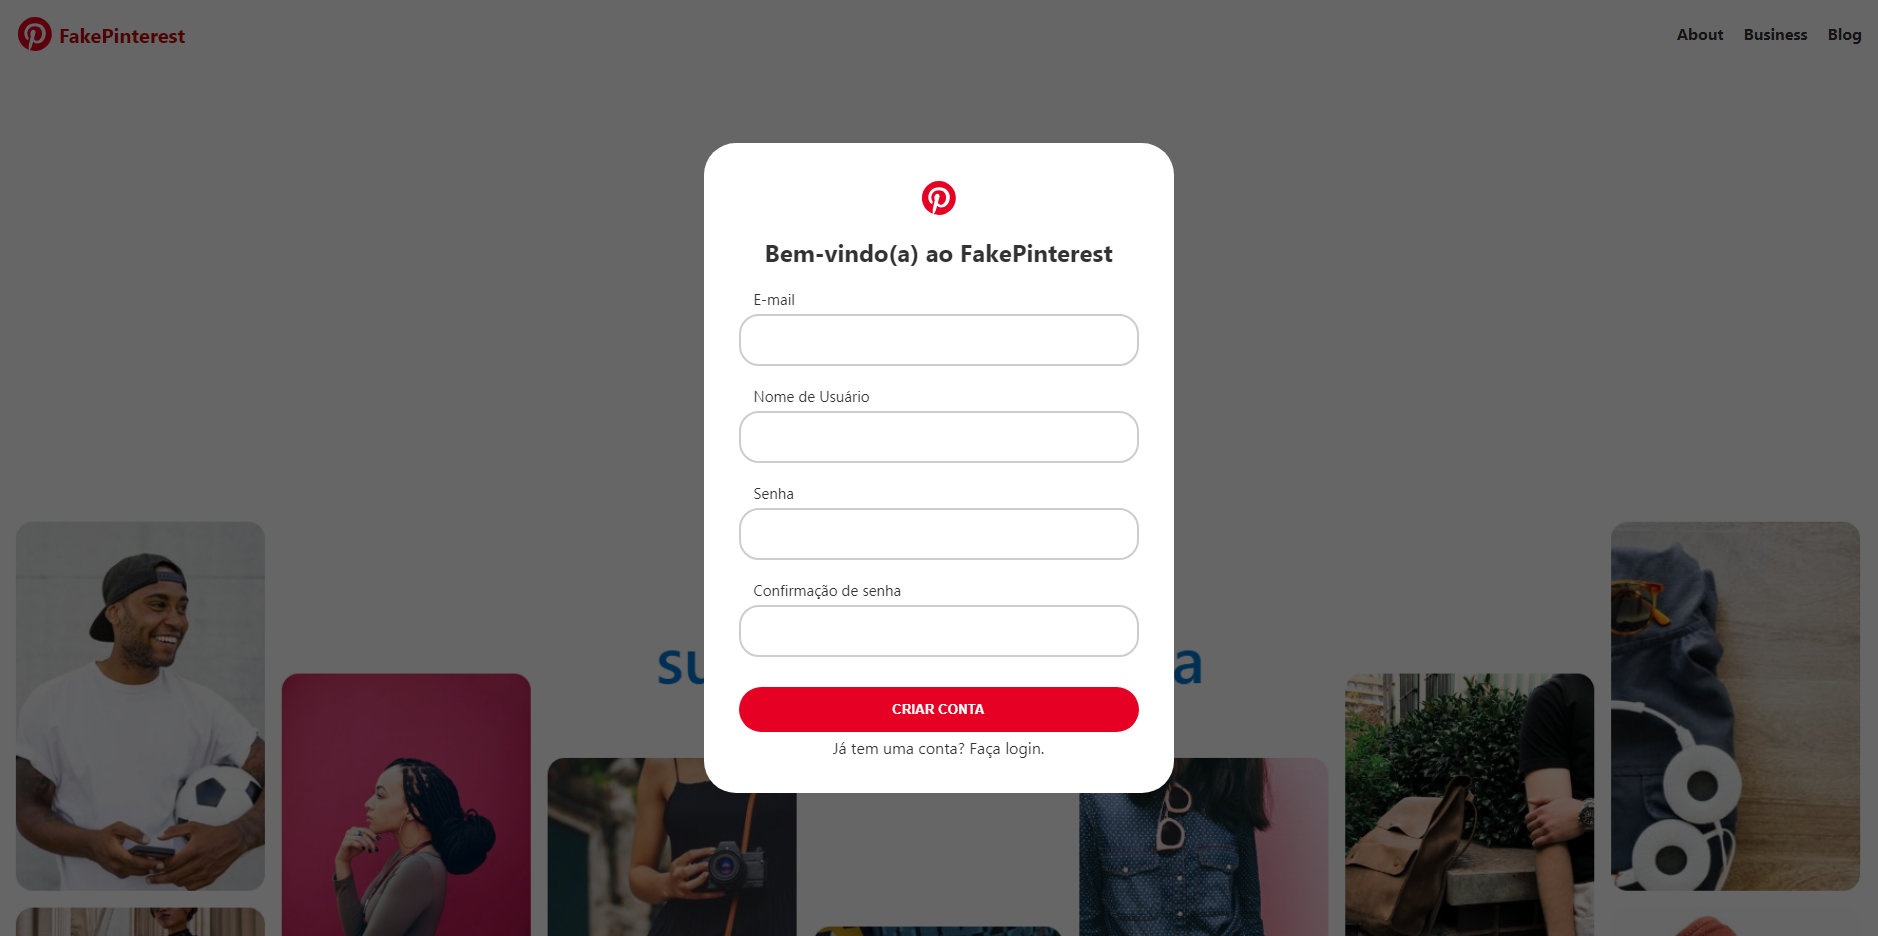 FakePinterest
About Business Blog
Bem-vindo(a) ao FakePinterest
E-mail
Nome de Usuário
Senha
Confirmação de senha
CRIAR CONTA
Já tem uma conta? Faça login.